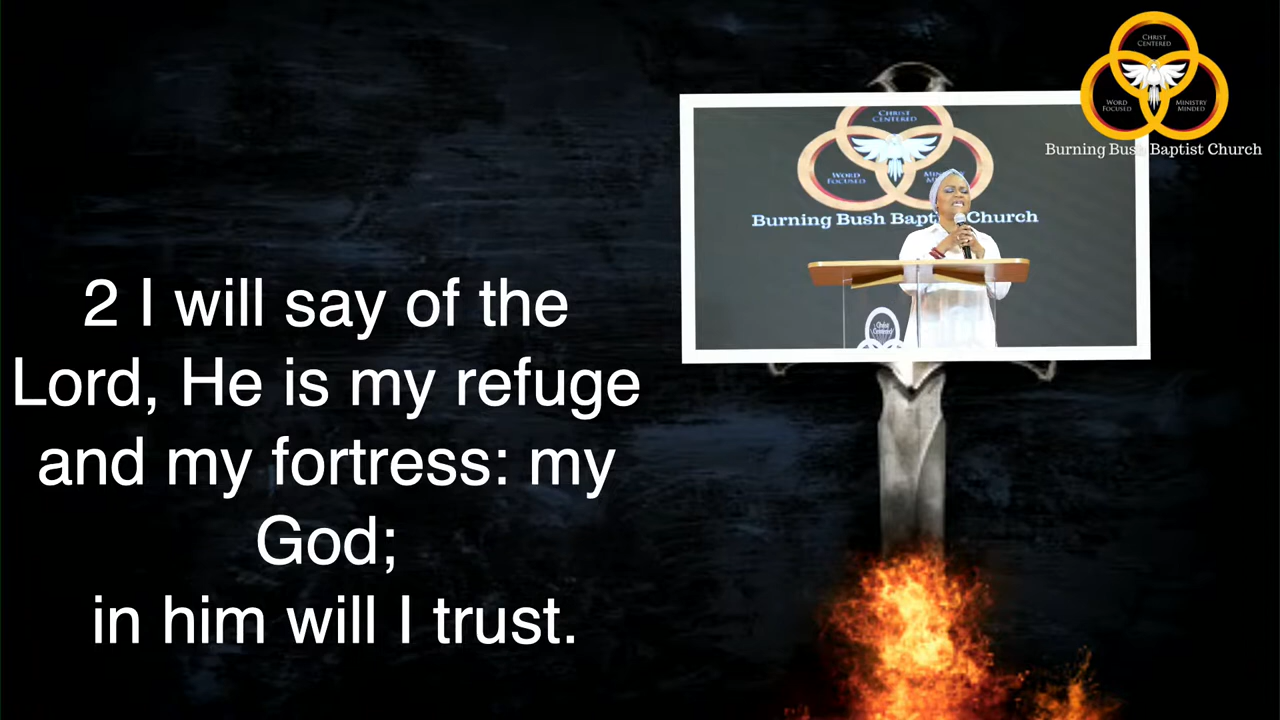 2 I will say of the
Lord, He is my refuge
and my fortress: my
God;
in him will I trust.
CHRIST
CENTERED
WORD
FOCUSED
MINISTRY
MINDED
Burning Bush Baptist Church
CHRIST
CENTERED
WORD
FOCUSED
Burning Bush Bapt Church